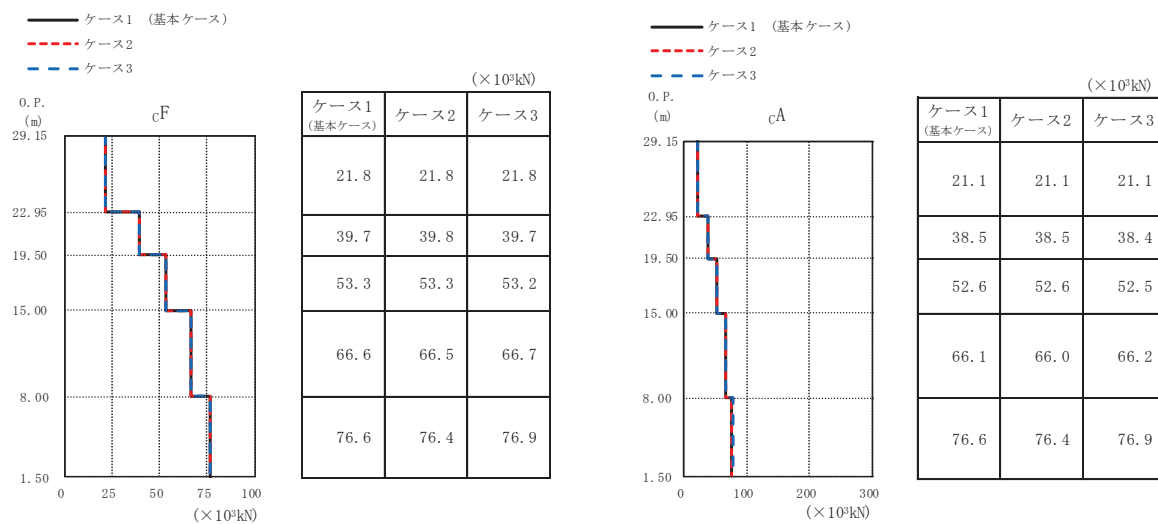 ケース1 (基本ケース)
ケース2
ケース3
(×10³kN)
O.P.
(m)
cF
ケース1
(基本ケース)
ケース2
ケース3
29.15
22.95
19.50
15.00
8.00
1.50
21.8 21.8 21.8
39.7 39.8 39.7
53.3 53.3 53.2
66.6 66.5 66.7
76.6 76.4 76.9
0 25 50 75 100
(×10³kN)
ケース1 (基本ケース)
ケース2
ケース3
(×10³kN)
O.P.
(m)
cA
ケース1
(基本ケース)
ケース2
ケース3
29.15
22.95
19.50
15.00
8.00
1.50
21.1 21.1 21.1
38.5 38.5 38.4
52.6 52.6 52.5
66.1 66.0 66.2
76.6 76.4 76.9
0 100 200 300
(×10³kN)